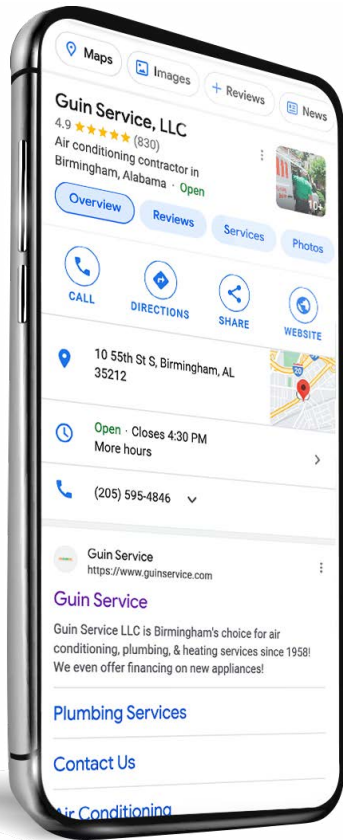 Maps
Images
Reviews
News
Guin Service, LLC
4.9 (830)
Air conditioning contractor in
Birmingham, Alabama · Open
10+
Overview
Reviews
Services
Photos
CALL
DIRECTIONS
SHARE
WEBSITE
10 55th St S, Birmingham, AL
35212
20
Open · Closes 4:30 PM
More hours
(205) 595-4846
Guin Service
https://www.guinservice.com
Guin Service
Guin Service LLC is Birmingham's choice for air
conditioning, plumbing, & heating services since 1958!
We even offer financing on new appliances!
Plumbing Services
Contact Us
Air Conditioning